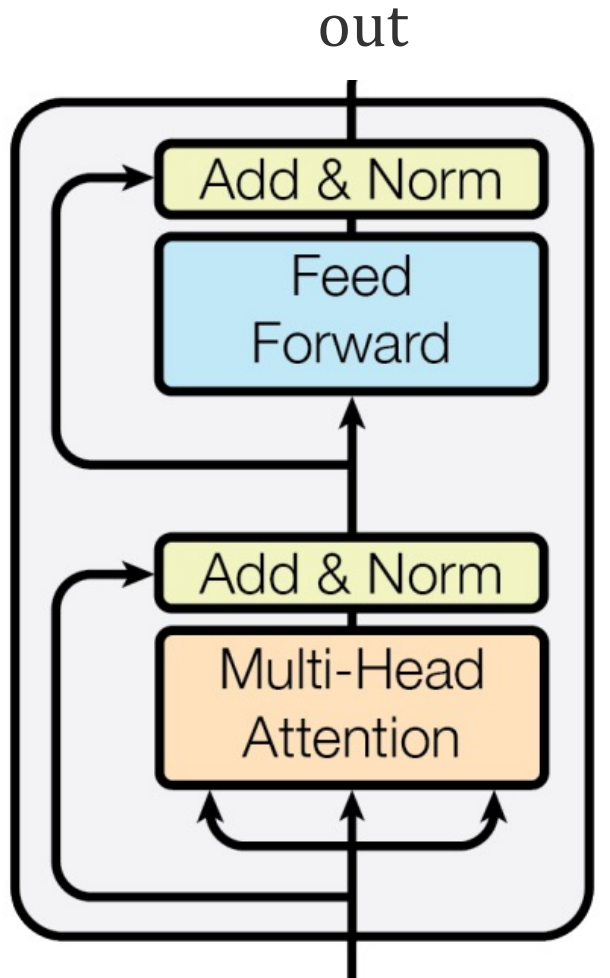 out
Add & Norm
Feed
Forward
Add & Norm
Multi-Head
Attention